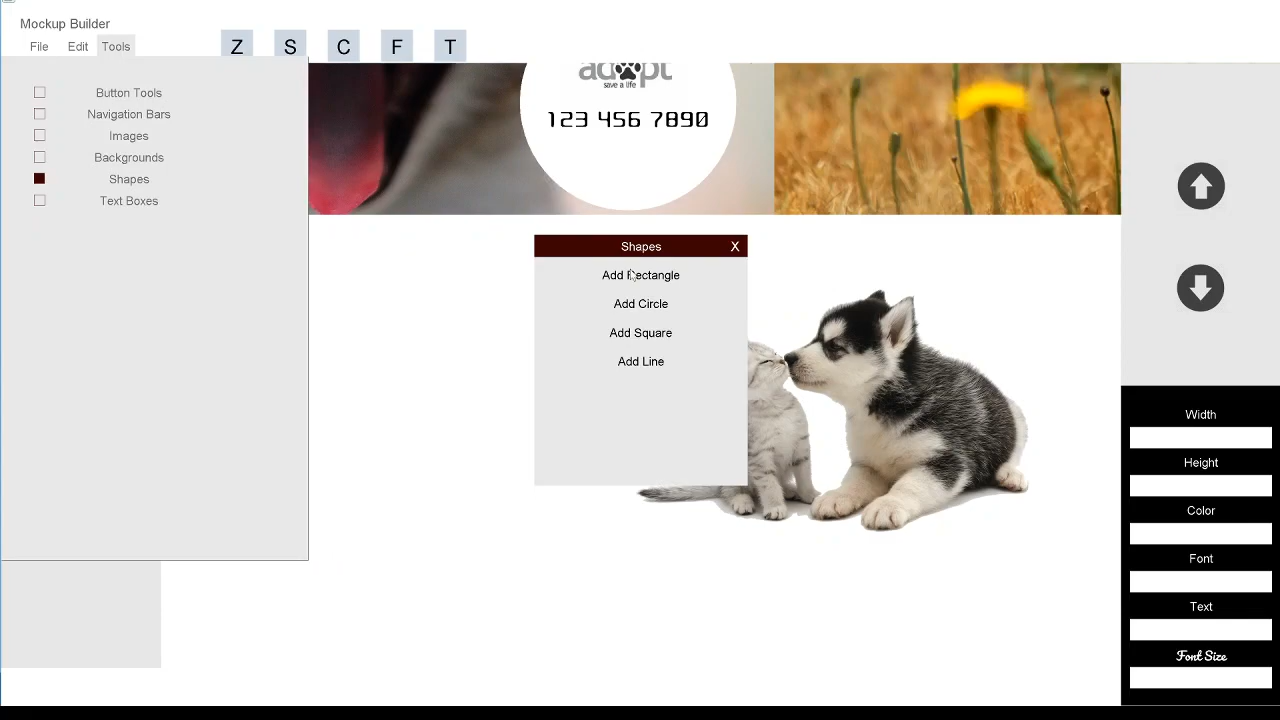 Mockup Builder
File Edit Tools
Z S C F T
Button Tools
Navigation Bars
Images
Backgrounds
Shapes
Text Boxes
adopt
save a life
123 456 7890
Shapes X
Add Rectangle
Add Circle
Add Square
Add Line
Width
Height
Color
Font
Text
Font Size